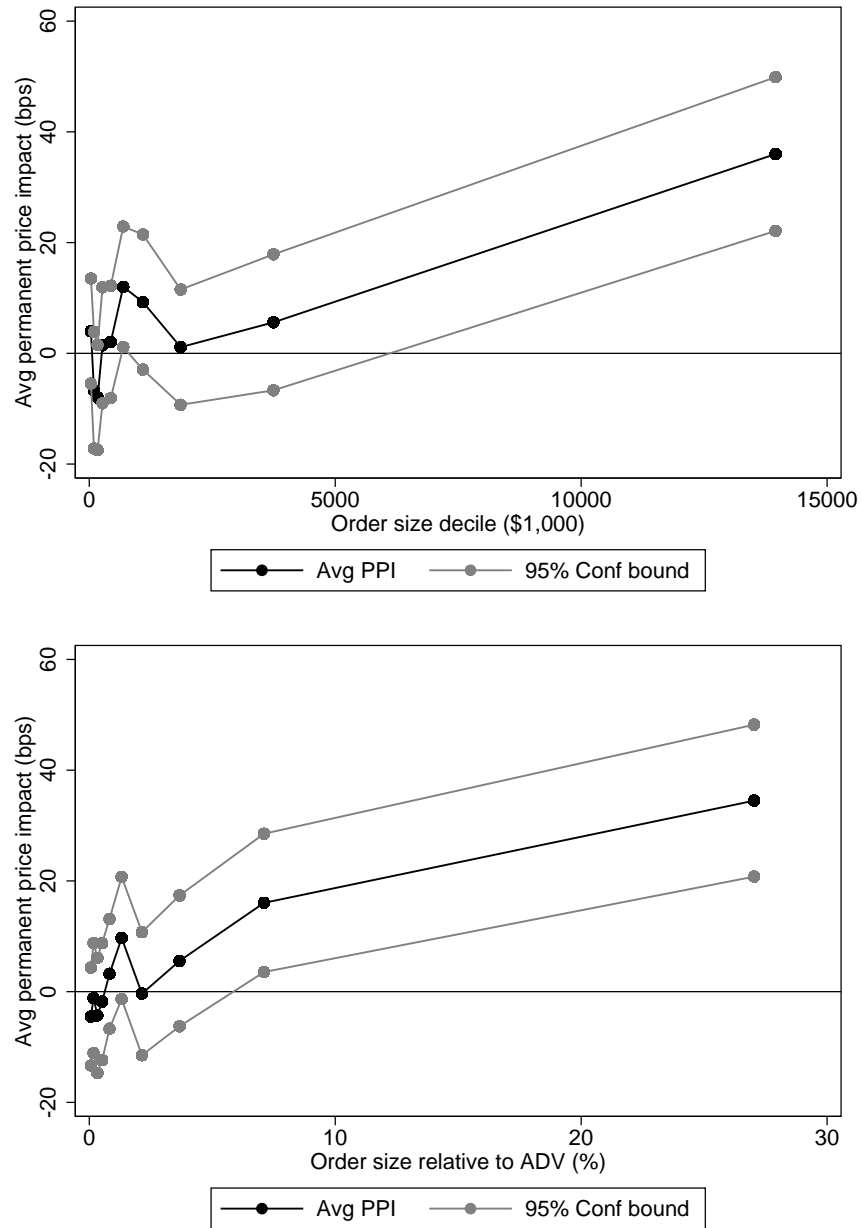 60
40
20
0
-20
Avg permanent price impact (bps)
0 5000 10000 15000
Order size decile ($1,000)
Avg PPI 95% Conf bound
60
40
20
0
-20
Avg permanent price impact (bps)
0 10 20 30
Order size relative to ADV (%)
Avg PPI 95% Conf bound